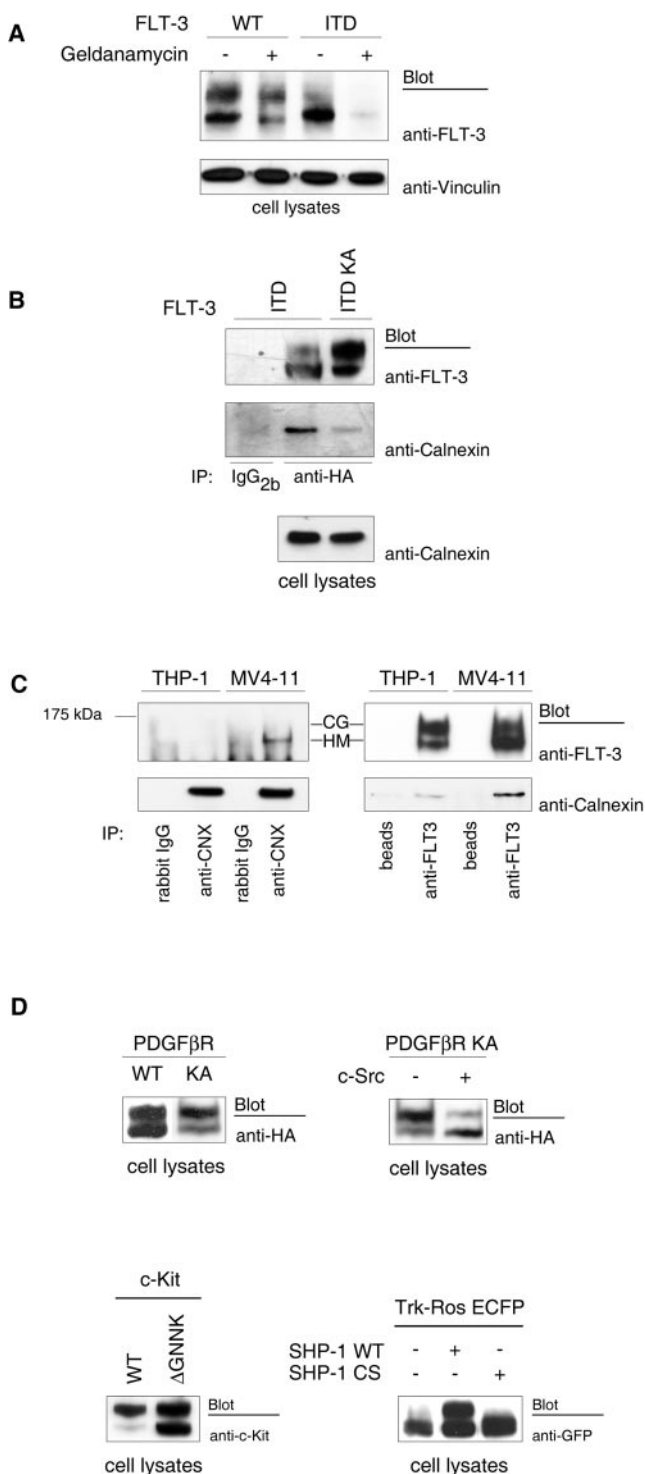 A
FLT-3 WT ITD
Geldanamycin - + - +
Blot
anti-FLT-3
anti-Vinculin
cell lysates
B
FLT-3 ITD ITD KA
Blot
anti-FLT-3
anti-Calnexin
IP: IgG2b anti-HA
anti-Calnexin
cell lysates
C
THP-1 MV4-11 THP-1 MV4-11
175 kDa
CG
HM
Blot
anti-FLT-3
anti-Calnexin
IP: rabbit IgG anti-CNX rabbit IgG anti-CNX beads anti-FLT3 beads anti-FLT3
D
PDGFβR PDGFβR KA
WT KA c-Src - +
Blot Blot
anti-HA anti-HA
cell lysates cell lysates
c-Kit Trk-Ros ECFP
WT ΔGNNK
SHP-1 WT - + -
SHP-1 CS - - +
Blot Blot
anti-c-Kit anti-GFP
cell lysates cell lysates